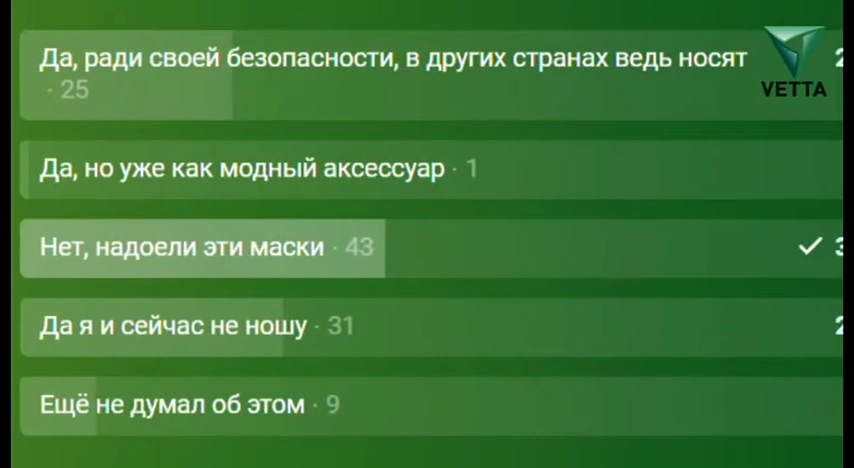 Да, ради своей безопасности, в других странах ведь носят
· 25
VETTA
Да, но уже как модный аксессуар · 1
Нет, надоели эти маски · 43
Да я и сейчас не ношу · 31
Ещё не думал об этом · 9